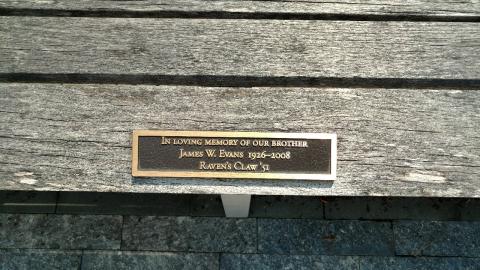 In loving memory of our brother
James W. Evans 1926–2008
Raven's Claw '51